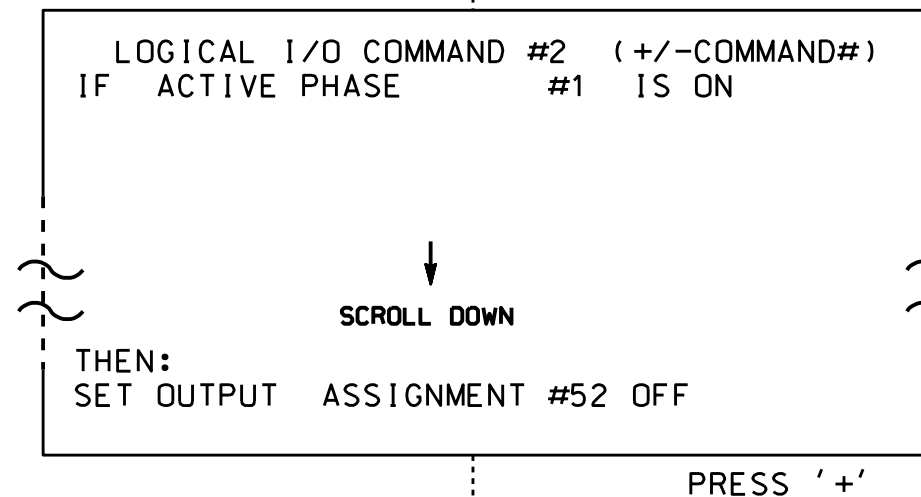 LOGICAL I/O COMMAND #2 (+/-COMMAND#)
IF ACTIVE PHASE #1 IS ON
SCROLL DOWN
THEN:
SET OUTPUT ASSIGNMENT #52 OFF
PRESS '+'